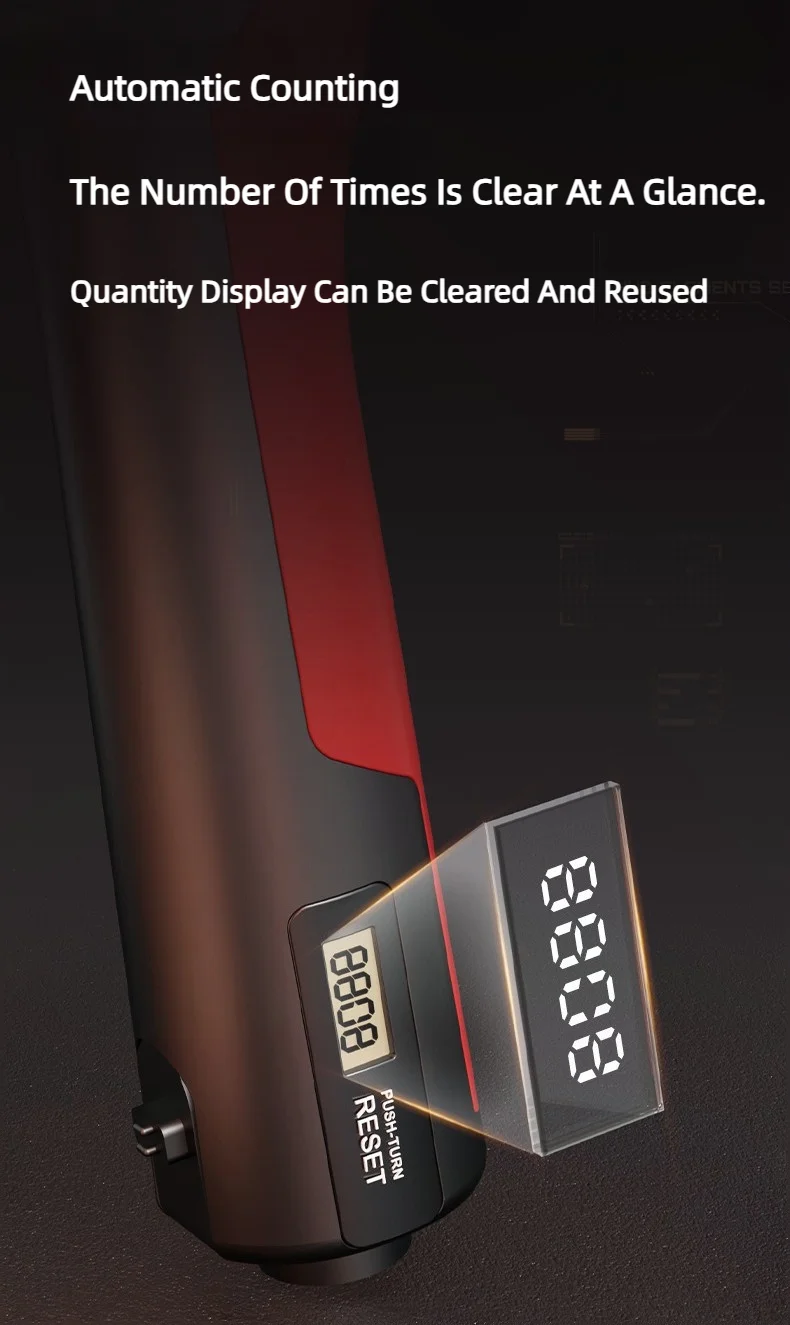 Automatic Counting
The Number Of Times Is Clear At A Glance.
Quantity Display Can Be Cleared And Reused
8808
8808
PUSH-TURN
RESET